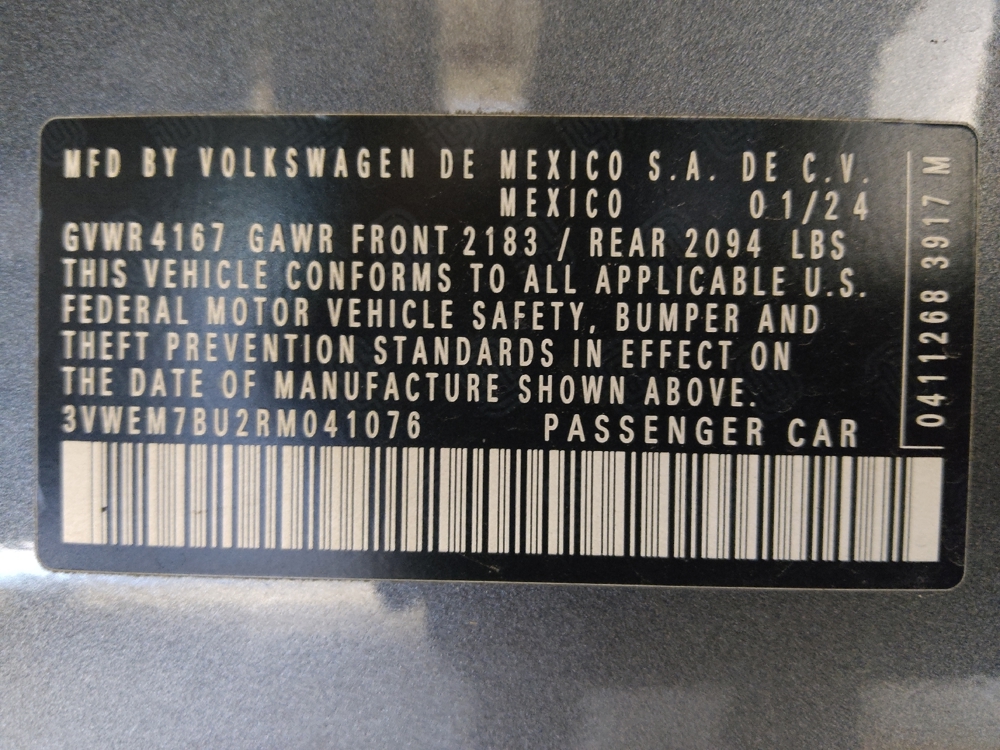 MFD BY VOLKSWAGEN DE MEXICO S.A. DE C.V.
MEXICO 01/24
GVWR 4167 GAWR FRONT 2183 / REAR 2094 LBS
THIS VEHICLE CONFORMS TO ALL APPLICABLE U.S.
FEDERAL MOTOR VEHICLE SAFETY, BUMPER AND
THEFT PREVENTION STANDARDS IN EFFECT ON
THE DATE OF MANUFACTURE SHOWN ABOVE.
3VWEM7BU2RM041076 PASSENGER CAR
0411268 3917 M